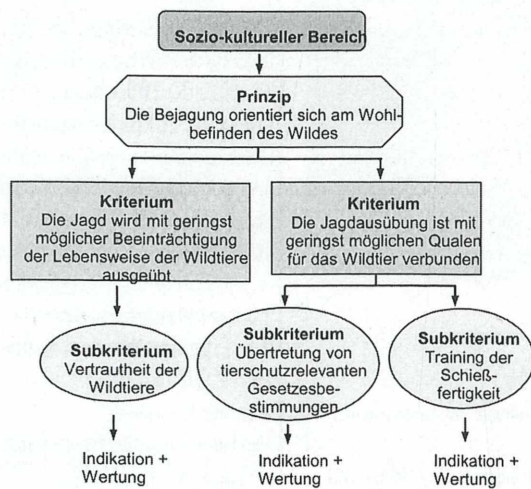 Sozio-kultureller Bereich
Prinzip
Die Bejagung orientiert sich am Wohl-
befinden des Wildes
Kriterium
Die Jagd wird mit geringst
möglicher Beeinträchtigung
der Lebensweise der Wildtiere
ausgeübt
Kriterium
Die Jagdausübung ist mit
geringst möglichen Qualen
für das Wildtier verbunden
Subkriterium
Vertrautheit der
Wildtiere
Subkriterium
Übertretung von
tierschutzrelevanten
Gesetzesbe-
stimmungen
Subkriterium
Training der
Schieß-
fertigkeit
Indikation +
Wertung
Indikation +
Wertung
Indikation +
Wertung